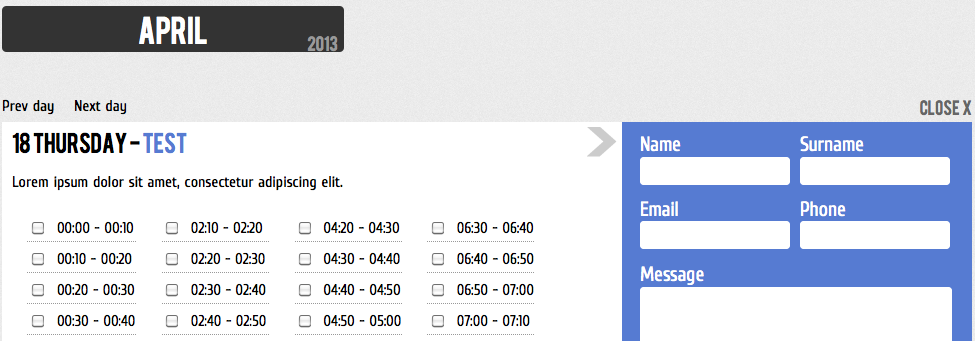 APRIL
2013
Prev day Next day
CLOSE X
18 THURSDAY - TEST
Lorem ipsum dolor sit amet, consectetur adipiscing elit.
00:00 - 00:10 02:10 - 02:20 04:20 - 04:30 06:30 - 06:40
00:10 - 00:20 02:20 - 02:30 04:30 - 04:40 06:40 - 06:50
00:20 - 00:30 02:30 - 02:40 04:40 - 04:50 06:50 - 07:00
00:30 - 00:40 02:40 - 02:50 04:50 - 05:00 07:00 - 07:10
Name Surname
Email Phone
Message